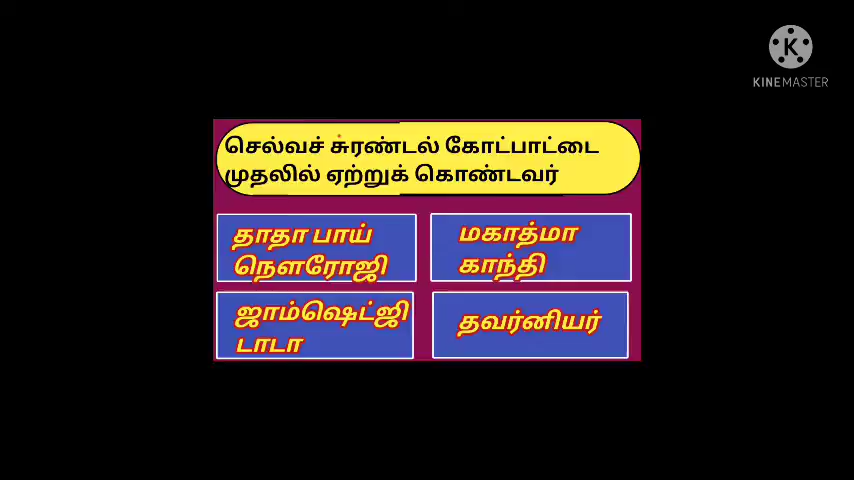 KINEMASTER
செல்வச் சுரண்டல் கோட்பாட்டை
முதலில் ஏற்றுக் கொண்டவர்
தாதா பாய்
நௌரோஜி
மகாத்மா
காந்தி
ஜாம்ஷெட்ஜி
டாடா
தவர்னியர்